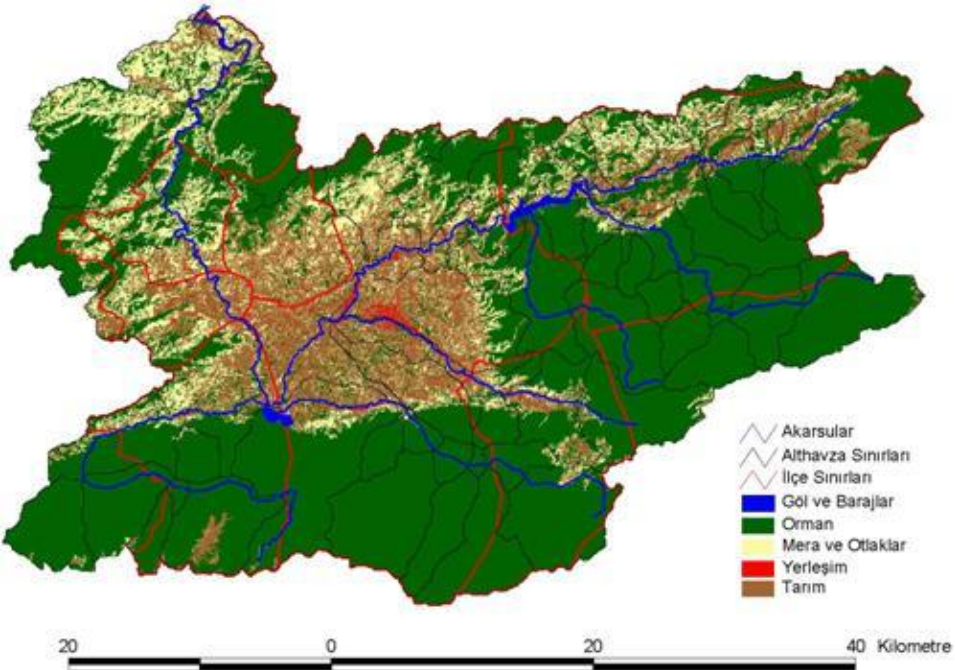 Akarsular
Althavza Sınırları
İlçe Sınırları
Göl ve Barajlar
Orman
Mera ve Otlaklar
Yerleşim
Tarım
20 0 20 40 Kilometre